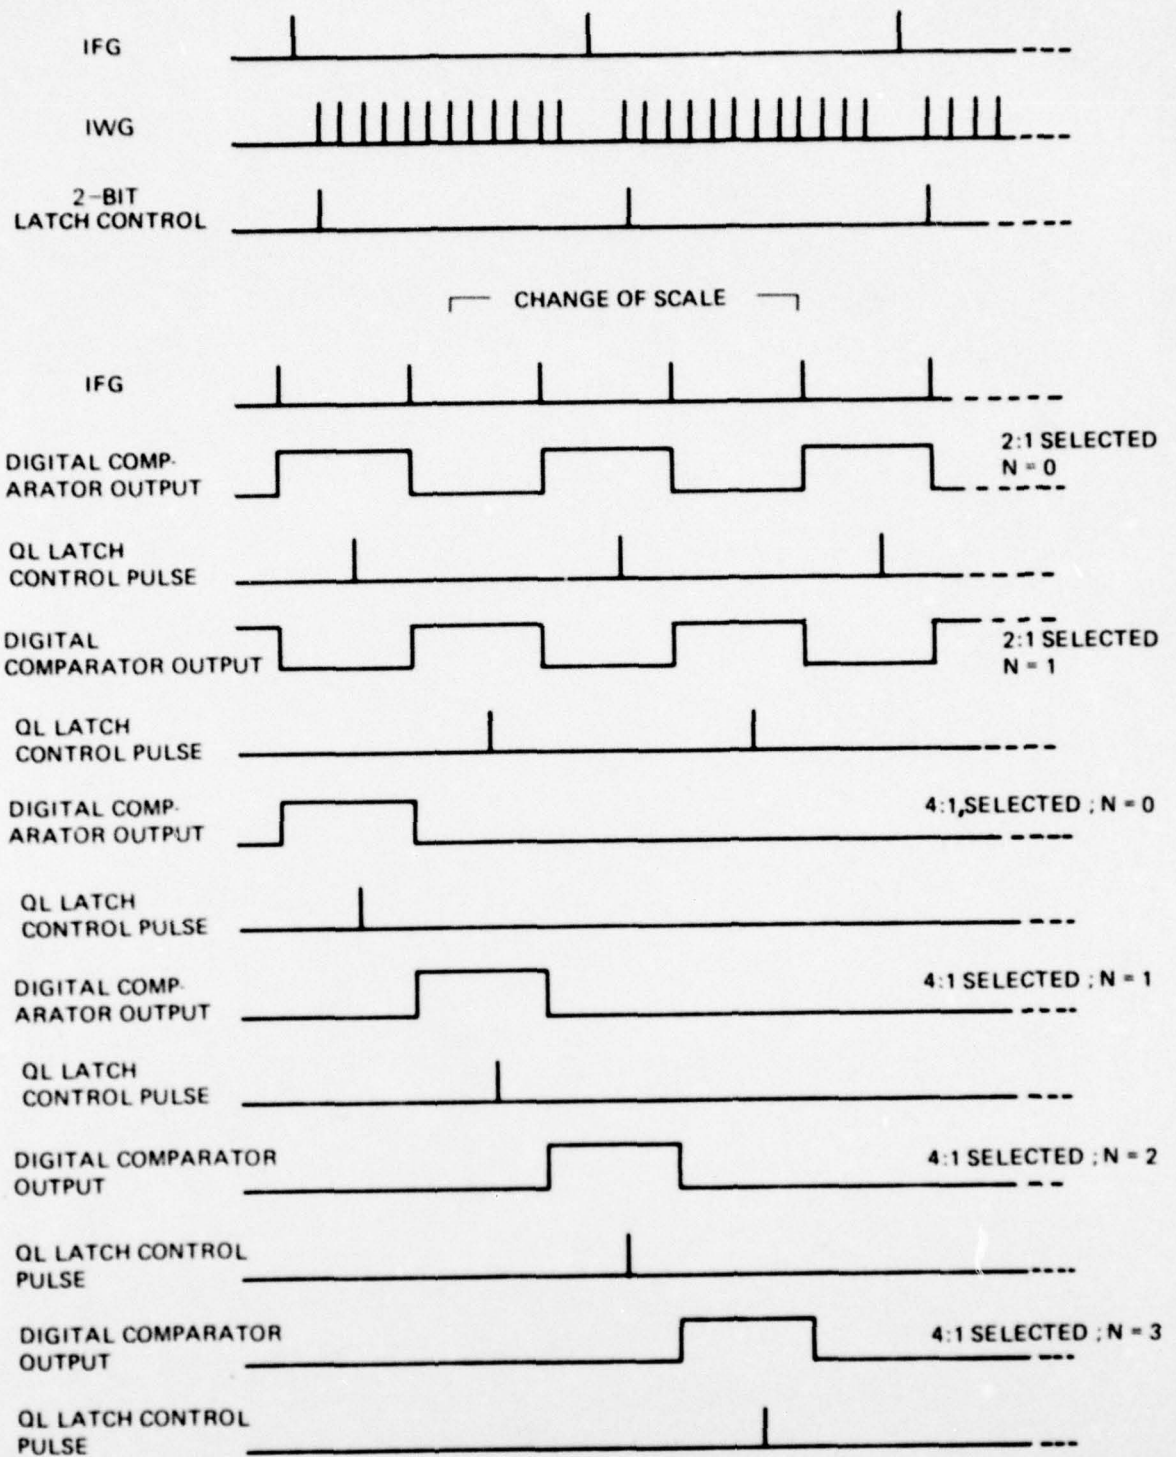 IFG
IWG
2-BIT
LATCH CONTROL
CHANGE OF SCALE
IFG
DIGITAL COMP-
ARATOR OUTPUT
2:1 SELECTED
N = 0
QL LATCH
CONTROL PULSE
DIGITAL
COMPARATOR OUTPUT
2:1 SELECTED
N = 1
QL LATCH
CONTROL PULSE
DIGITAL COMP-
ARATOR OUTPUT
4:1, SELECTED ; N = 0
QL LATCH
CONTROL PULSE
DIGITAL COMP-
ARATOR OUTPUT
4:1 SELECTED ; N = 1
QL LATCH
CONTROL PULSE
DIGITAL COMPARATOR
OUTPUT
4:1 SELECTED ; N = 2
QL LATCH CONTROL
PULSE
DIGITAL COMPARATOR
OUTPUT
4:1 SELECTED ; N = 3
QL LATCH CONTROL
PULSE